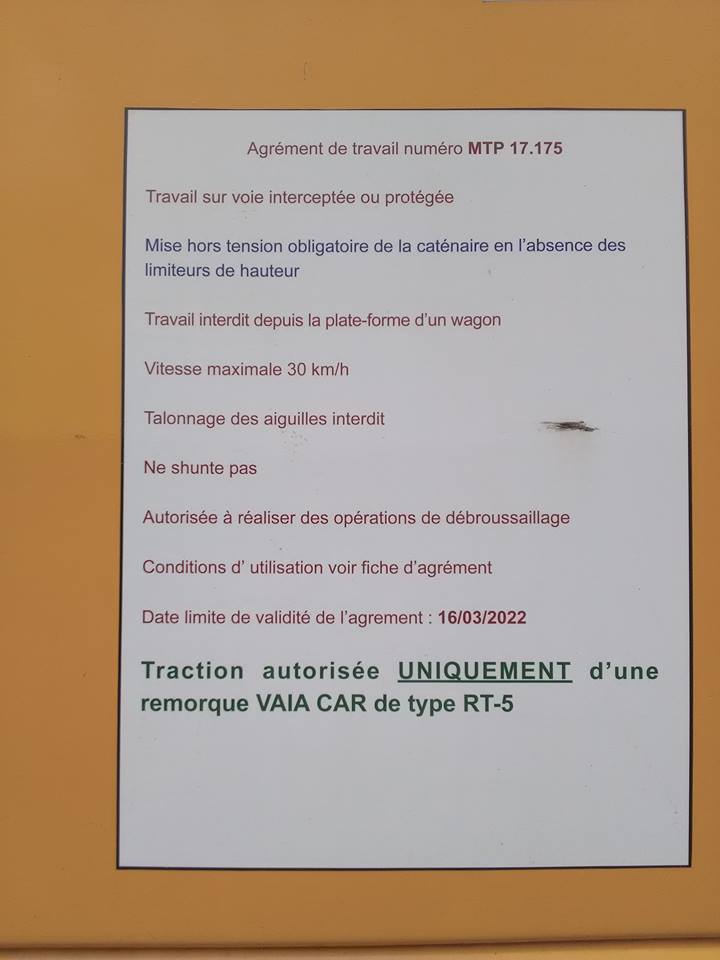 Agrément de travail numéro MTP 17.175
Travail sur voie interceptée ou protégée
Mise hors tension obligatoire de la caténaire en l'absence des
limiteurs de hauteur
Travail interdit depuis la plate-forme d'un wagon
Vitesse maximale 30 km/h
Talonnage des aiguilles interdit
Ne shunte pas
Autorisée à réaliser des opérations de débroussaillage
Conditions d' utilisation voir fiche d'agrément
Date limite de validité de l'agrement : 16/03/2022
Traction autorisée UNIQUEMENT d'une
remorque VAIA CAR de type RT-5